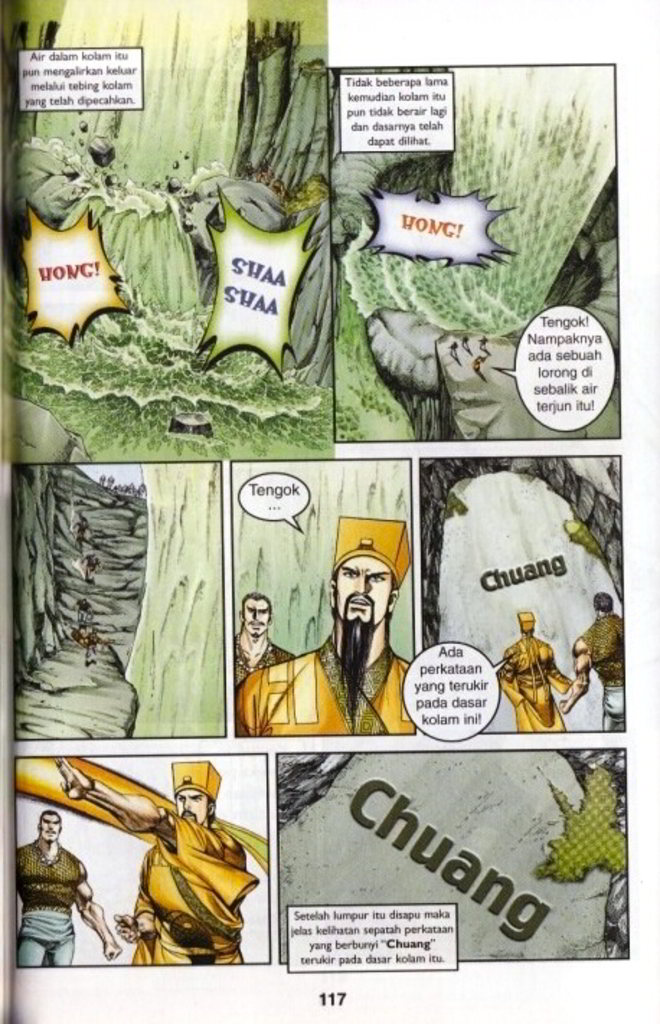 Air dalam kolam itu
pun mengalirkan keluar
melalui tebing kolam
yang telah dipecahkan.
HONG!
SHAA
SHAA
Tidak beberapa lama
kemudian kolam itu
pun tidak berair lagi
dan dasarnya telah
dapat dilihat.
HONG!
Tengok!
Nampaknya
ada sebuah
lorong di
sebalik air
terjun itu!
Tengok
...
Chuang
Ada
perkataan
yang terukir
pada dasar
kolam ini!
Chuang
Setelah lumpur itu disapu maka
jelas kelihatan sepatah perkataan
yang berbunyi "Chuang"
terukir pada dasar kolam itu.
117